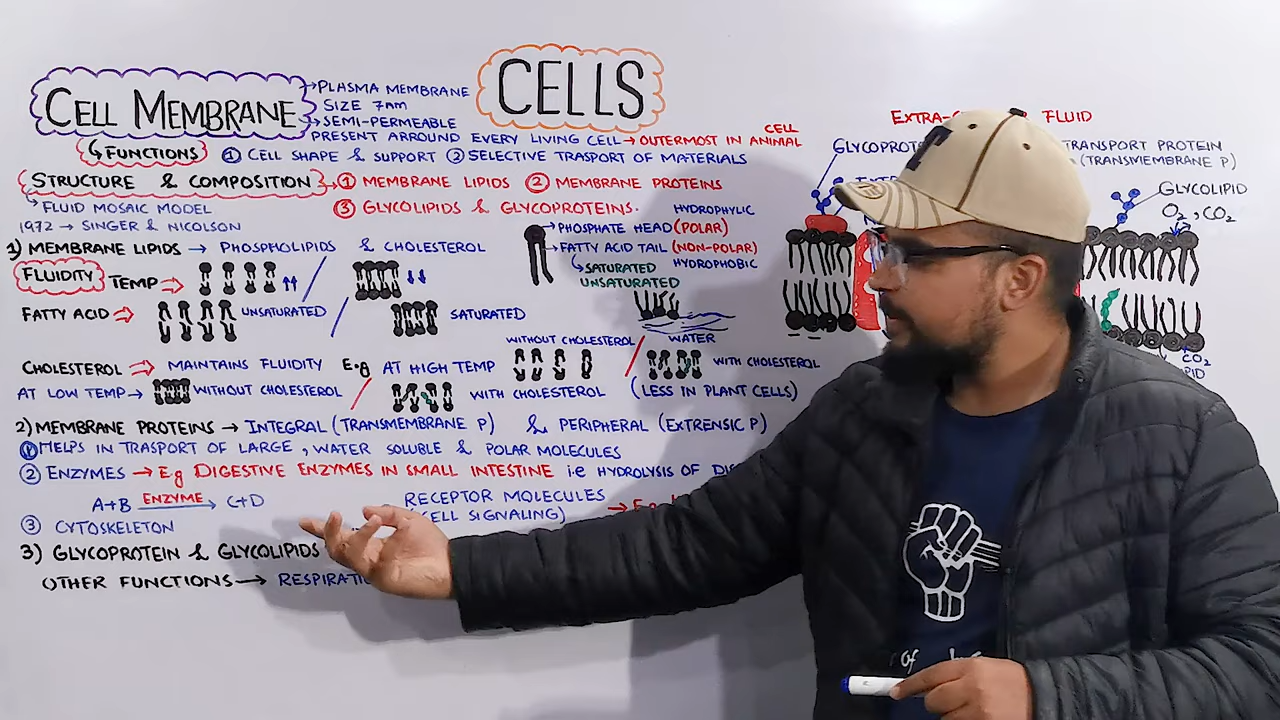 CELLS
CELL MEMBRANE
PLASMA MEMBRANE
SIZE 7nm
SEMI-PERMEABLE
PRESENT ARROUND EVERY LIVING CELL → OUTERMOST IN ANIMAL CELL
FUNCTIONS ① CELL SHAPE & SUPPORT ② SELECTIVE TRASPORT OF MATERIALS
STRUCTURE & COMPOSITION → ① MEMBRANE LIPIDS ② MEMBRANE PROTEINS
FLUID MOSAIC MODEL ③ GLYCOLIPIDS & GLYCOPROTEINS.
1972 → SINGER & NICOLSON
HYDROPHYLIC
PHOSPHATE HEAD (POLAR)
1) MEMBRANE LIPIDS → PHOSPHOLIPIDS & CHOLESTEROL
FATTY ACID TAIL (NON-POLAR)
HYDROPHOBIC
SATURATED
UNSATURATED
FLUIDITY TEMP ⇒
FATTY ACID ⇒ UNSATURATED / SATURATED
WATER
CHOLESTEROL ⇒ MAINTAINS FLUIDITY E.g AT HIGH TEMP WITHOUT CHOLESTEROL / WITH CHOLESTEROL
AT LOW TEMP → WITHOUT CHOLESTEROL / WITH CHOLESTEROL (LESS IN PLANT CELLS)
2) MEMBRANE PROTEINS → INTEGRAL (TRANSMEMBRANE P) & PERIPHERAL (EXTRENSIC P)
① HELPS IN TRASPORT OF LARGE, WATER SOLUBLE & POLAR MOLECULES
② ENZYMES → E.g DIGESTIVE ENZYMES IN SMALL INTESTINE i.e HYDROLYSIS OF
A+B ENZYME → C+D
RECEPTOR MOLECULES
③ CYTOSKELETON
CELL SIGNALING)
3) GLYCOPROTEIN & GLYCOLIPIDS
OTHER FUNCTIONS →
FLUID
TRANSPORT PROTEIN
(TRANSMEMBRANE P)
GLYCOLIPID
O2, CO2
CO2